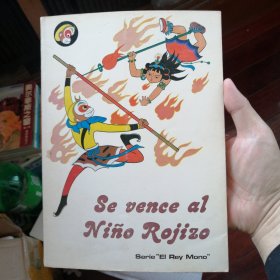 Se vence al
Niño Rojizo
Serie "El Rey Mono"